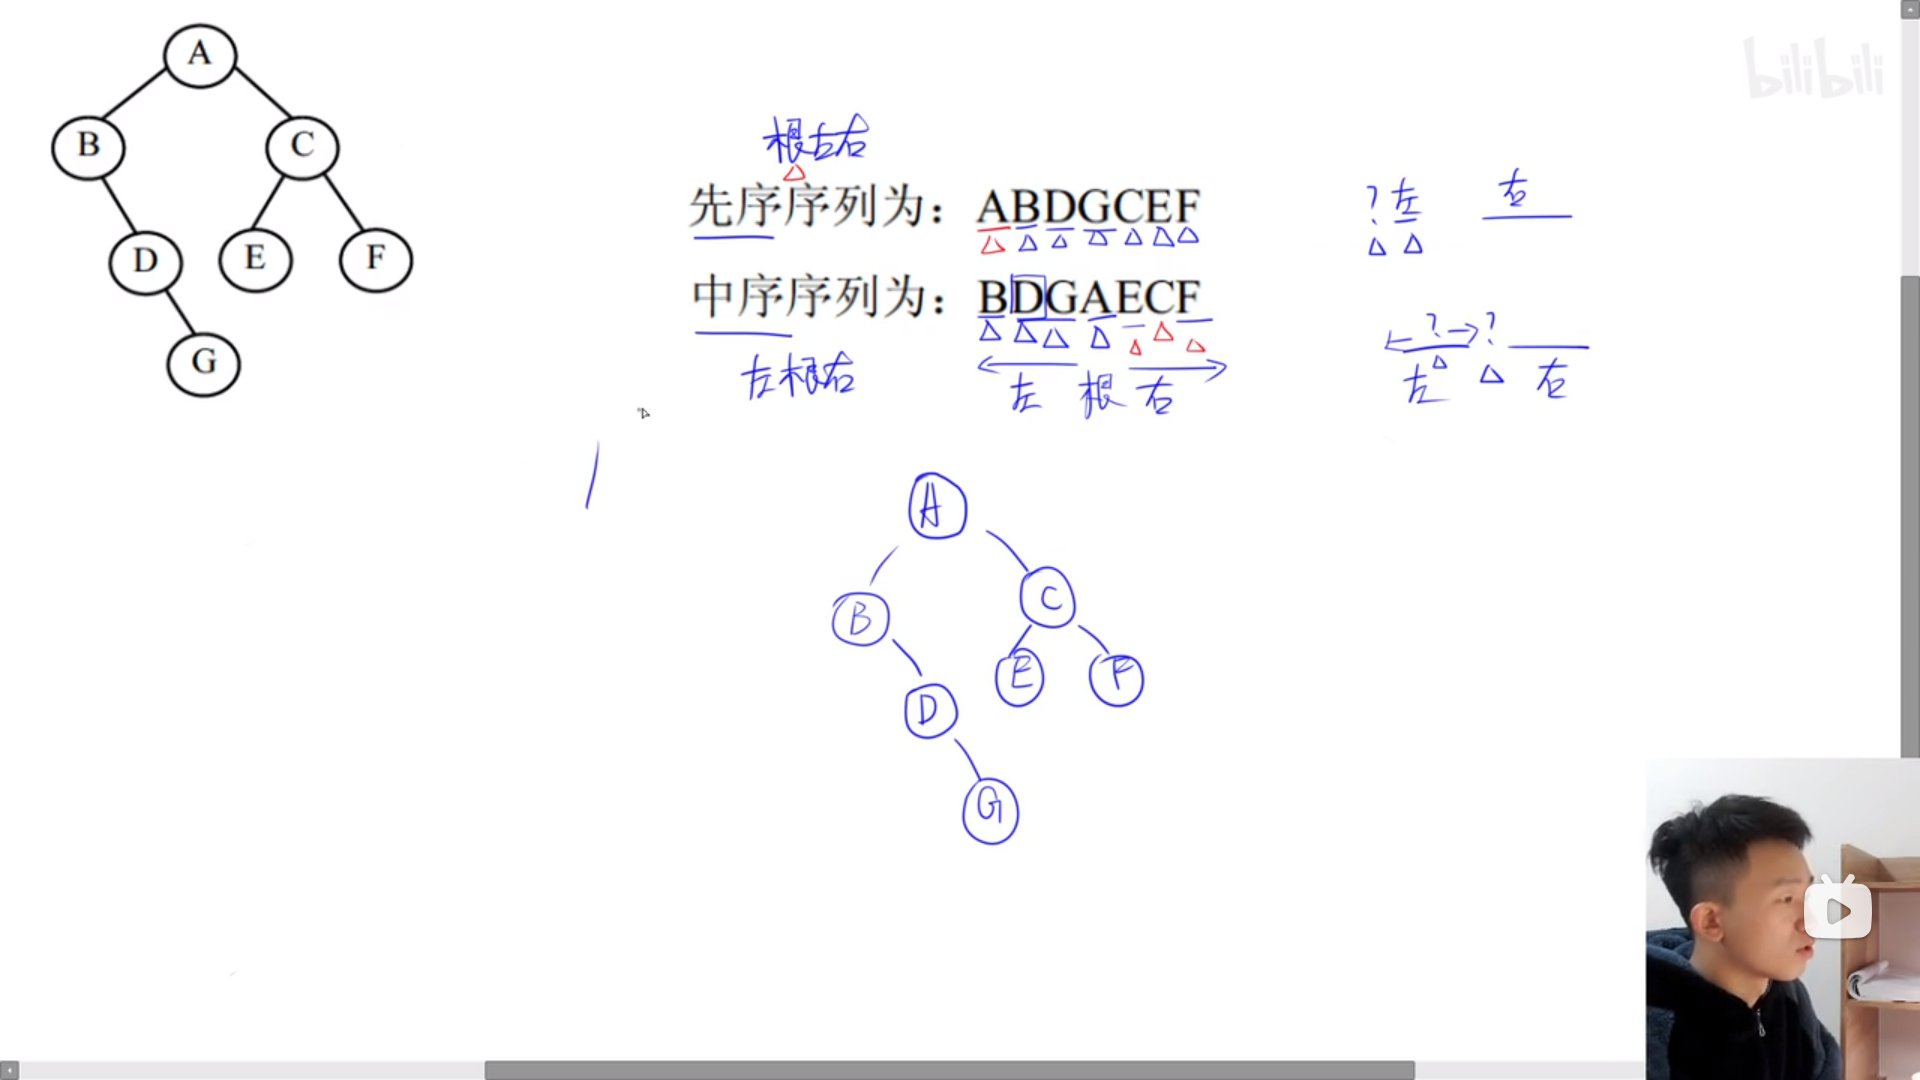 bilibili
A
B
C
D
E
F
G
根左右
先序序列为：ABDGCEF
中序序列为：BDGAECF
左根右
左 根 右
? 左 右
? ?
左 右
A
B
C
E
F
D
G